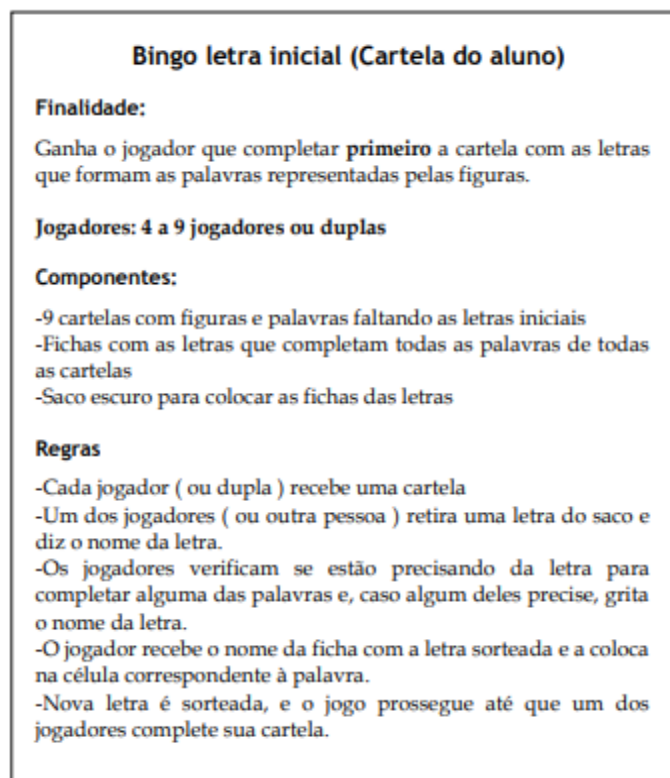 Bingo letra inicial (Cartela do aluno)
Finalidade:
Ganha o jogador que completar primeiro a cartela com as letras
que formam as palavras representadas pelas figuras.
Jogadores: 4 a 9 jogadores ou duplas
Componentes:
-9 cartelas com figuras e palavras faltando as letras iniciais
-Fichas com as letras que completam todas as palavras de todas
as cartelas
-Saco escuro para colocar as fichas das letras
Regras
-Cada jogador ( ou dupla ) recebe uma cartela
-Um dos jogadores ( ou outra pessoa ) retira uma letra do saco e
diz o nome da letra.
-Os jogadores verificam se estão precisando da letra para
completar alguma das palavras e, caso algum deles precise, grita
o nome da letra.
-O jogador recebe o nome da ficha com a letra sorteada e a coloca
na célula correspondente à palavra.
-Nova letra é sorteada, e o jogo prossegue até que um dos
jogadores complete sua cartela.